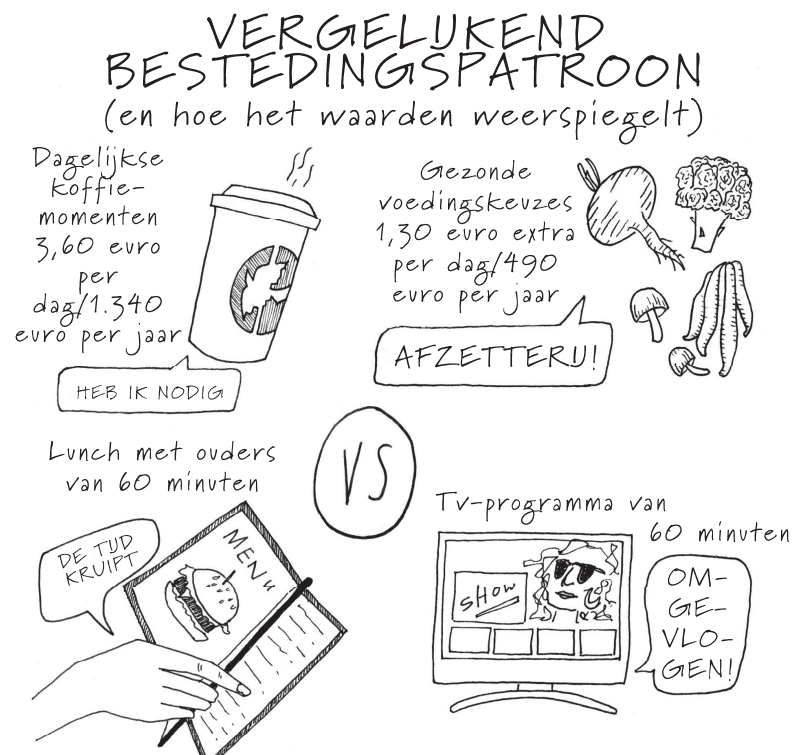 VERGELIJKEND
BESTEDINGSPATROON
(en hoe het waarden weerspiegelt)
Dagelijkse
koffie-
momenten
3,60 euro
per
dag/1.340
euro per jaar
HEB IK NODIG
Gezonde
voedingskeuzes
1,30 euro extra
per dag/490
euro per jaar
AFZETTERIJ!
VS
Lunch met ouders
van 60 minuten
DE TIJD
KRUIPT
MENU
Tv-programma van
60 minuten
SHOW
OM-
GE-
VLO-
GEN!